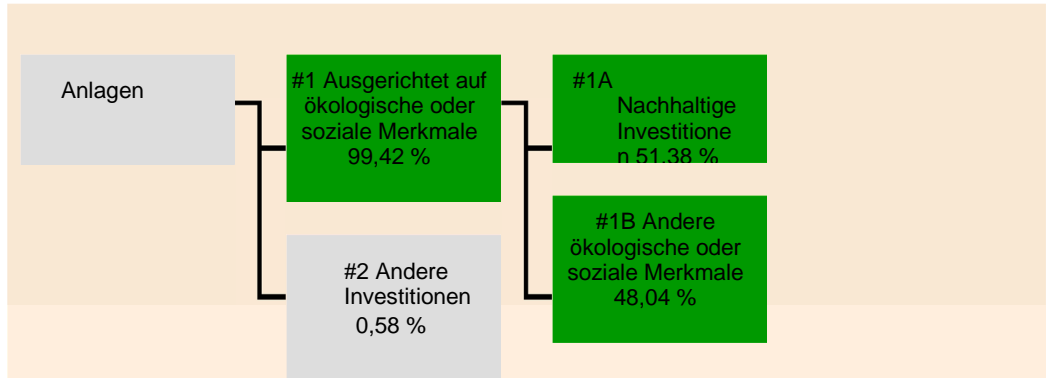 Anlagen
#1 Ausgerichtet auf
ökologische oder
soziale Merkmale
99,42 %
#1A
Nachhaltige
Investitione
n 51,38 %
#1B Andere
ökologische oder
soziale Merkmale
48,04 %
#2 Andere
Investitionen
0,58 %